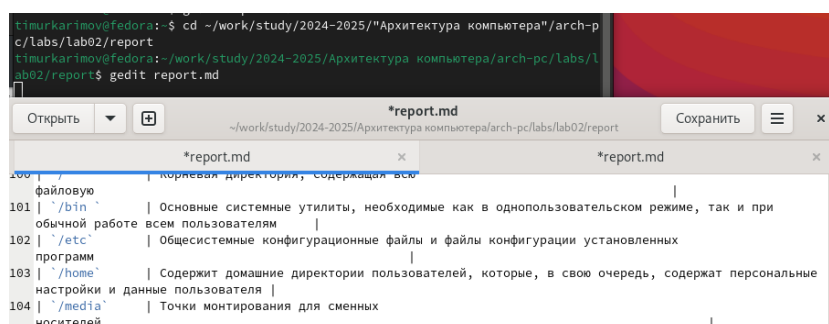 timurkarimov@fedora:~$ cd ~/work/study/2024-2025/"Архитектура компьютера"/arch-p
c/labs/lab02/report
timurkarimov@fedora:~/work/study/2024-2025/Архитектура компьютера/arch-pc/labs/l
ab02/report$ gedit report.md
Открыть
*report.md
~/work/study/2024-2025/Архитектура компьютера/arch-pc/labs/lab02/report
Сохранить
*report.md ×
*report.md ×
100 | `/` | Корневая директория, содержащая всю
файловую |
101 | `/bin ` | Основные системные утилиты, необходимые как в однопользовательском режиме, так и при
обычной работе всем пользователям |
102 | `/etc` | Общесистемные конфигурационные файлы и файлы конфигурации установленных
программ |
103 | `/home` | Содержит домашние директории пользователей, которые, в свою очередь, содержат персональные
настройки и данные пользователя |
104 | `/media` | Точки монтирования для сменных
носителей |